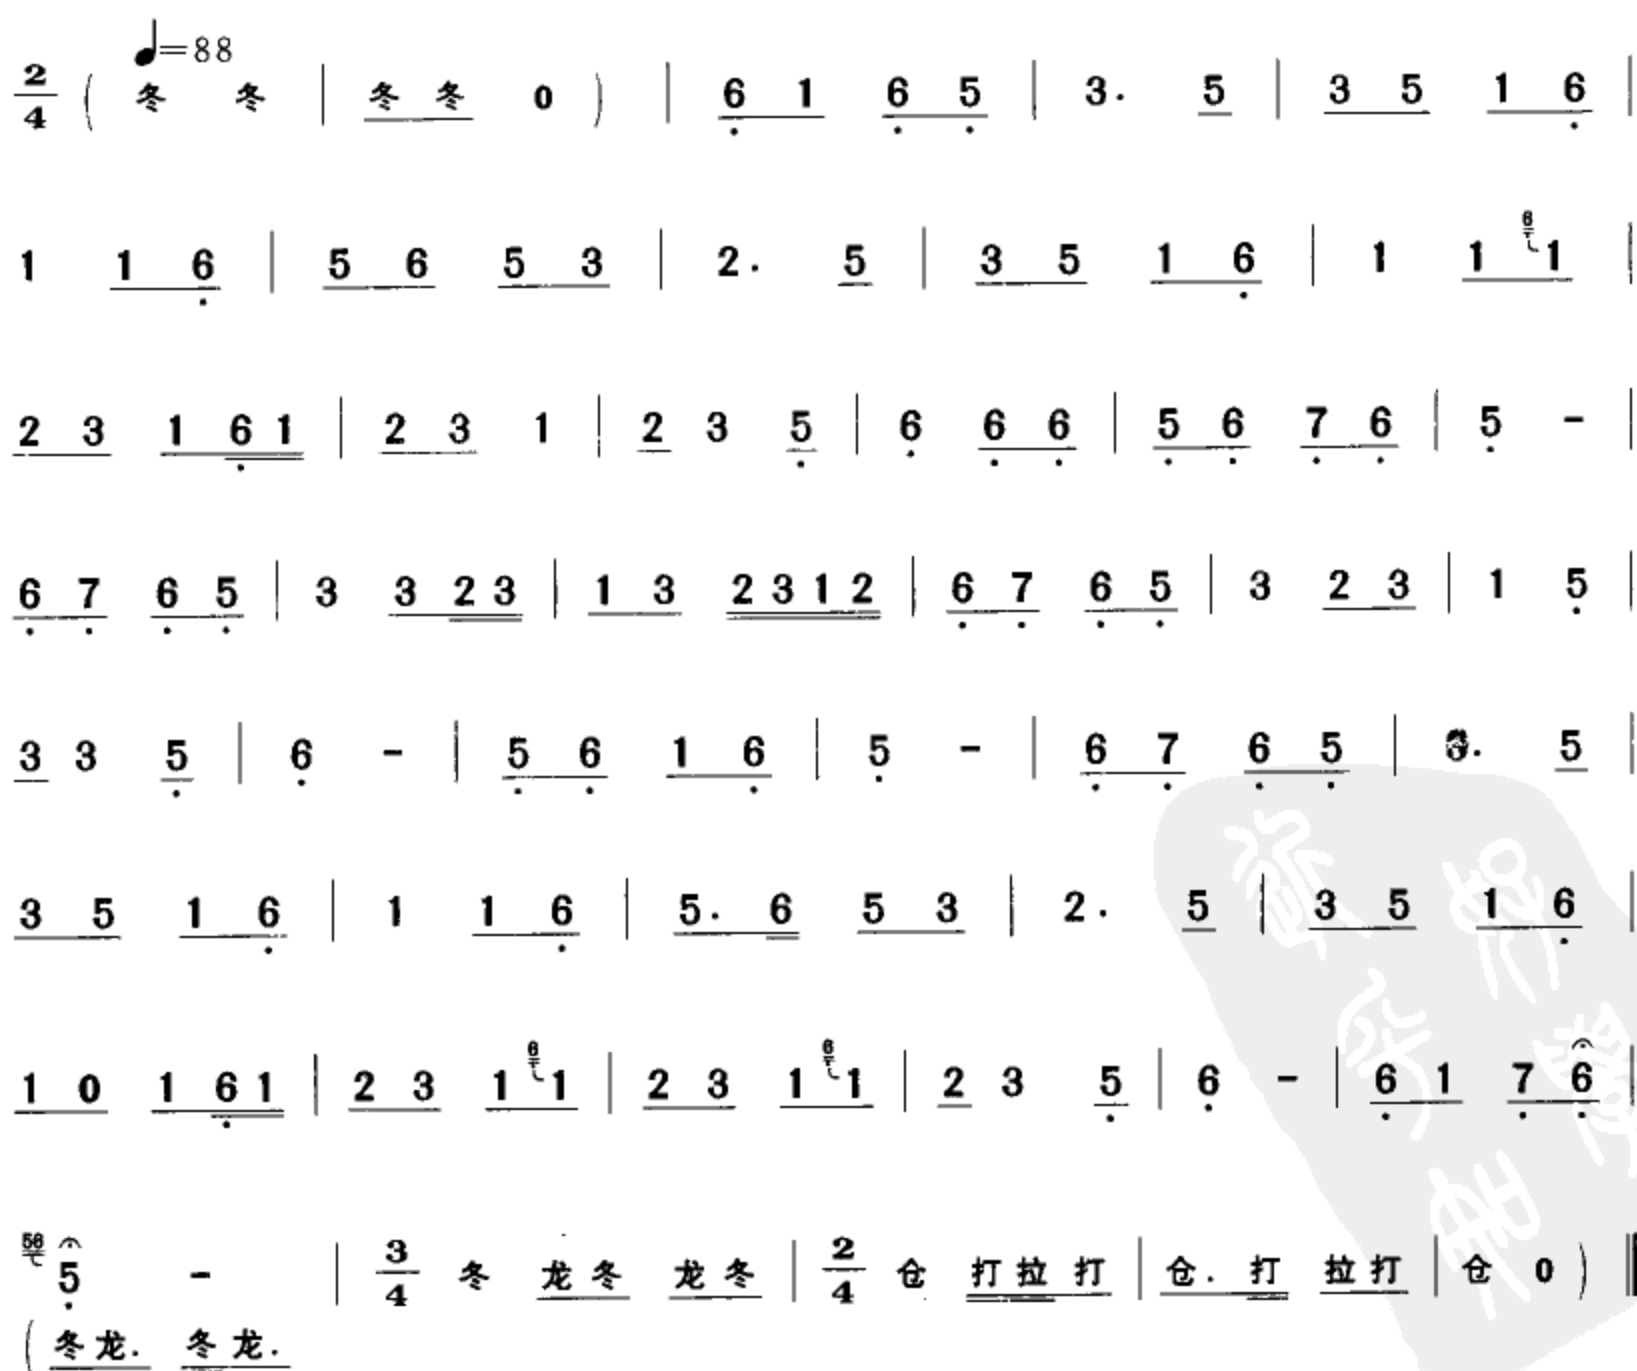 ♩=88
2/4 ( 冬 冬 | 冬 冬 0 ) | 6̣ 1 6̣ 5̣ | 3. 5 | 3 5 1 6̣ |
1 1 6̣ | 5 6 5 3 | 2. 5 | 3 5 1 6̣ | 1 1 6 1 |
2 3 1 6̣ 1 | 2 3 1 | 2 3 5̣ | 6̣ 6̣ 6̣ | 5̣ 6̣ 7̣ 6̣ | 5̣ - |
6̣ 7̣ 6̣ 5̣ | 3 3 2 3 | 1 3 2 3 1 2 | 6̣ 7̣ 6̣ 5̣ | 3 2 3 | 1 5̣ |
3 3 5̣ | 6̣ - | 5̣ 6̣ 1 6̣ | 5̣ - | 6̣ 7̣ 6̣ 5̣ | . 5 |
3 5 1 6̣ | 1 1 6̣ | 5. 6 5 3 | 2. 5 | 3 5 1 6̣ |
1 0 1 6̣ 1 | 2 3 1 6 1 | 2 3 1 6 1 | 2 3 5̣ | 6̣ - | 6̣ 1 7̣ 6̣ |
56 5̣ - | 3/4 冬 龙 冬 龙 冬 | 2/4 仓 打 拉 打 | 仓. 打 拉 打 | 仓 0 ) ‖
( 冬 龙. 冬 龙.